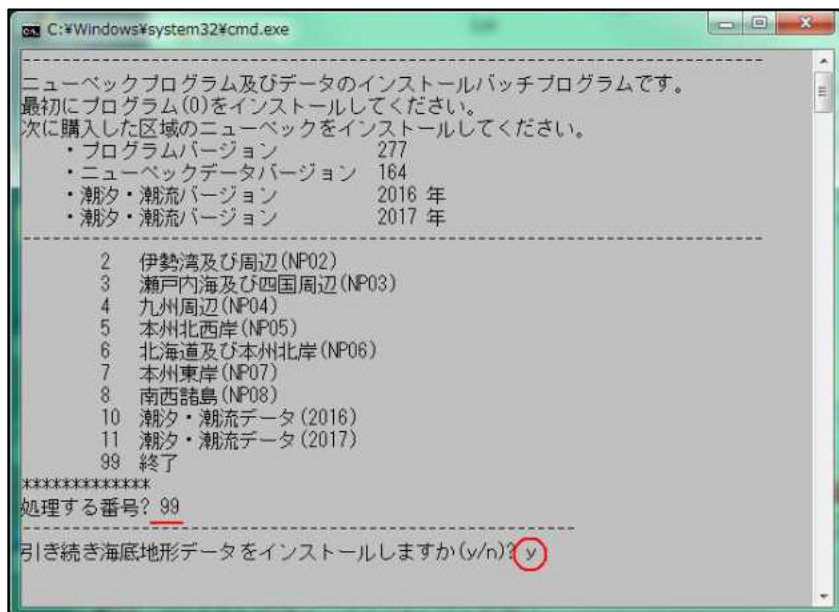 C:¥Windows¥system32¥cmd.exe
--------------------------------------------------------------------------
ニューペックプログラム及びデータのインストールバッチプログラムです。
最初にプログラム(0)をインストールしてください。
次に購入した区域のニューペックをインストールしてください。
・プログラムバージョン 277
・ニューペックデータバージョン 164
・潮汐・潮流バージョン 2016 年
・潮汐・潮流バージョン 2017 年
--------------------------------------------------------------------------
2 伊勢湾及び周辺(NP02)
3 瀬戸内海及び四国周辺(NP03)
4 九州周辺(NP04)
5 本州北西岸(NP05)
6 北海道及び本州北岸(NP06)
7 本州東岸(NP07)
8 南西諸島(NP08)
10 潮汐・潮流データ(2016)
11 潮汐・潮流データ(2017)
99 終了
*************
処理する番号? 99
-------------------------------------------------------
引き続き海底地形データをインストールしますか(y/n)? y